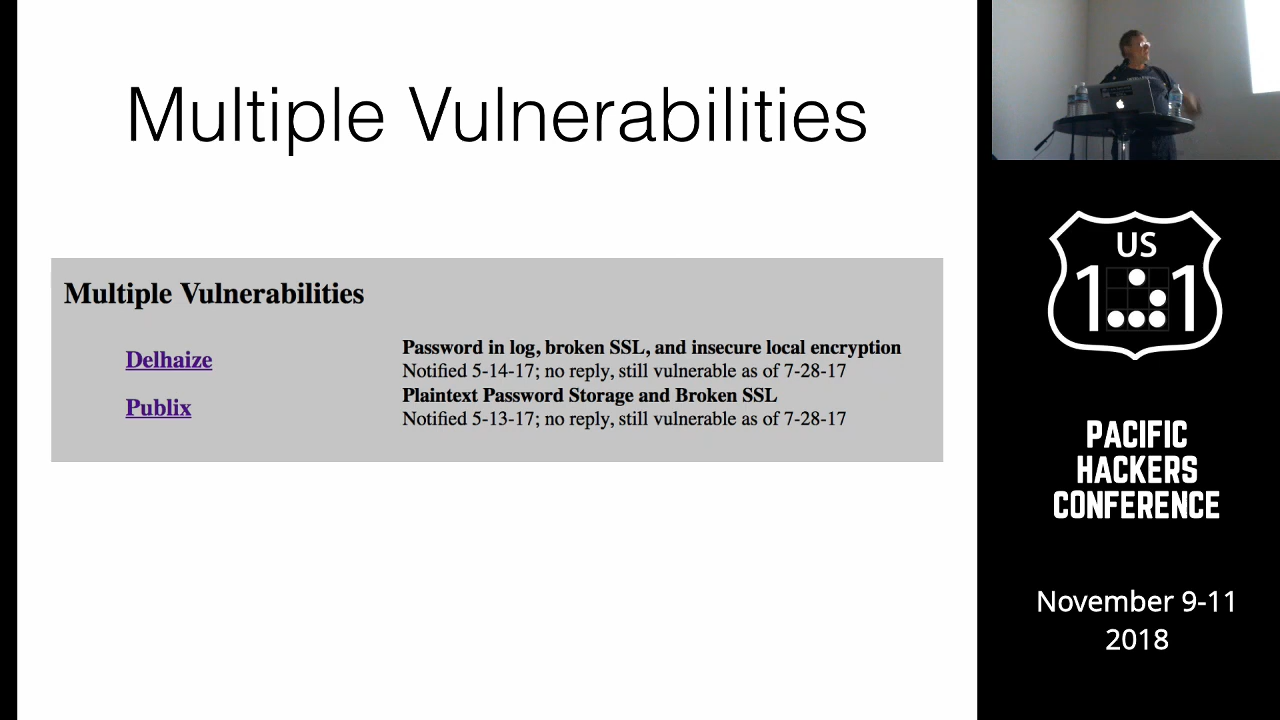 Multiple Vulnerabilities
Multiple Vulnerabilities
Delhaize
Password in log, broken SSL, and insecure local encryption
Notified 5-14-17; no reply, still vulnerable as of 7-28-17
Publix
Plaintext Password Storage and Broken SSL
Notified 5-13-17; no reply, still vulnerable as of 7-28-17
US
1 1
PACIFIC
HACKERS
CONFERENCE
November 9-11
2018